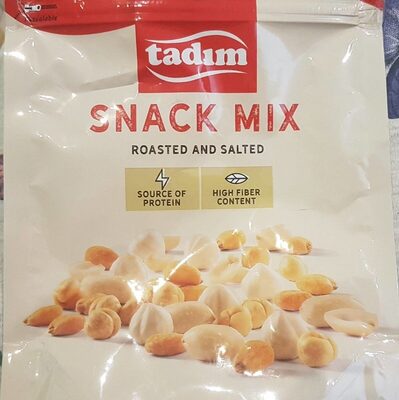 tadım
SNACK MIX
ROASTED AND SALTED
SOURCE OF
PROTEIN
HIGH FIBER
CONTENT